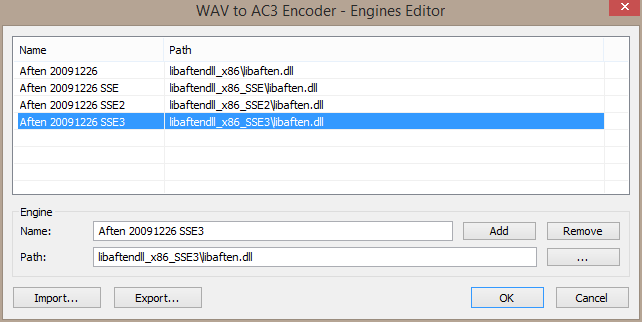 WAV to AC3 Encoder - Engines Editor
Name Path
Aften 20091226 libaftendll_x86\libaften.dll
Aften 20091226 SSE libaftendll_x86_SSE\libaften.dll
Aften 20091226 SSE2 libaftendll_x86_SSE2\libaften.dll
Aften 20091226 SSE3 libaftendll_x86_SSE3\libaften.dll
Engine
Name: Aften 20091226 SSE3 Add Remove
Path: libaftendll_x86_SSE3\libaften.dll ...
Import... Export... OK Cancel